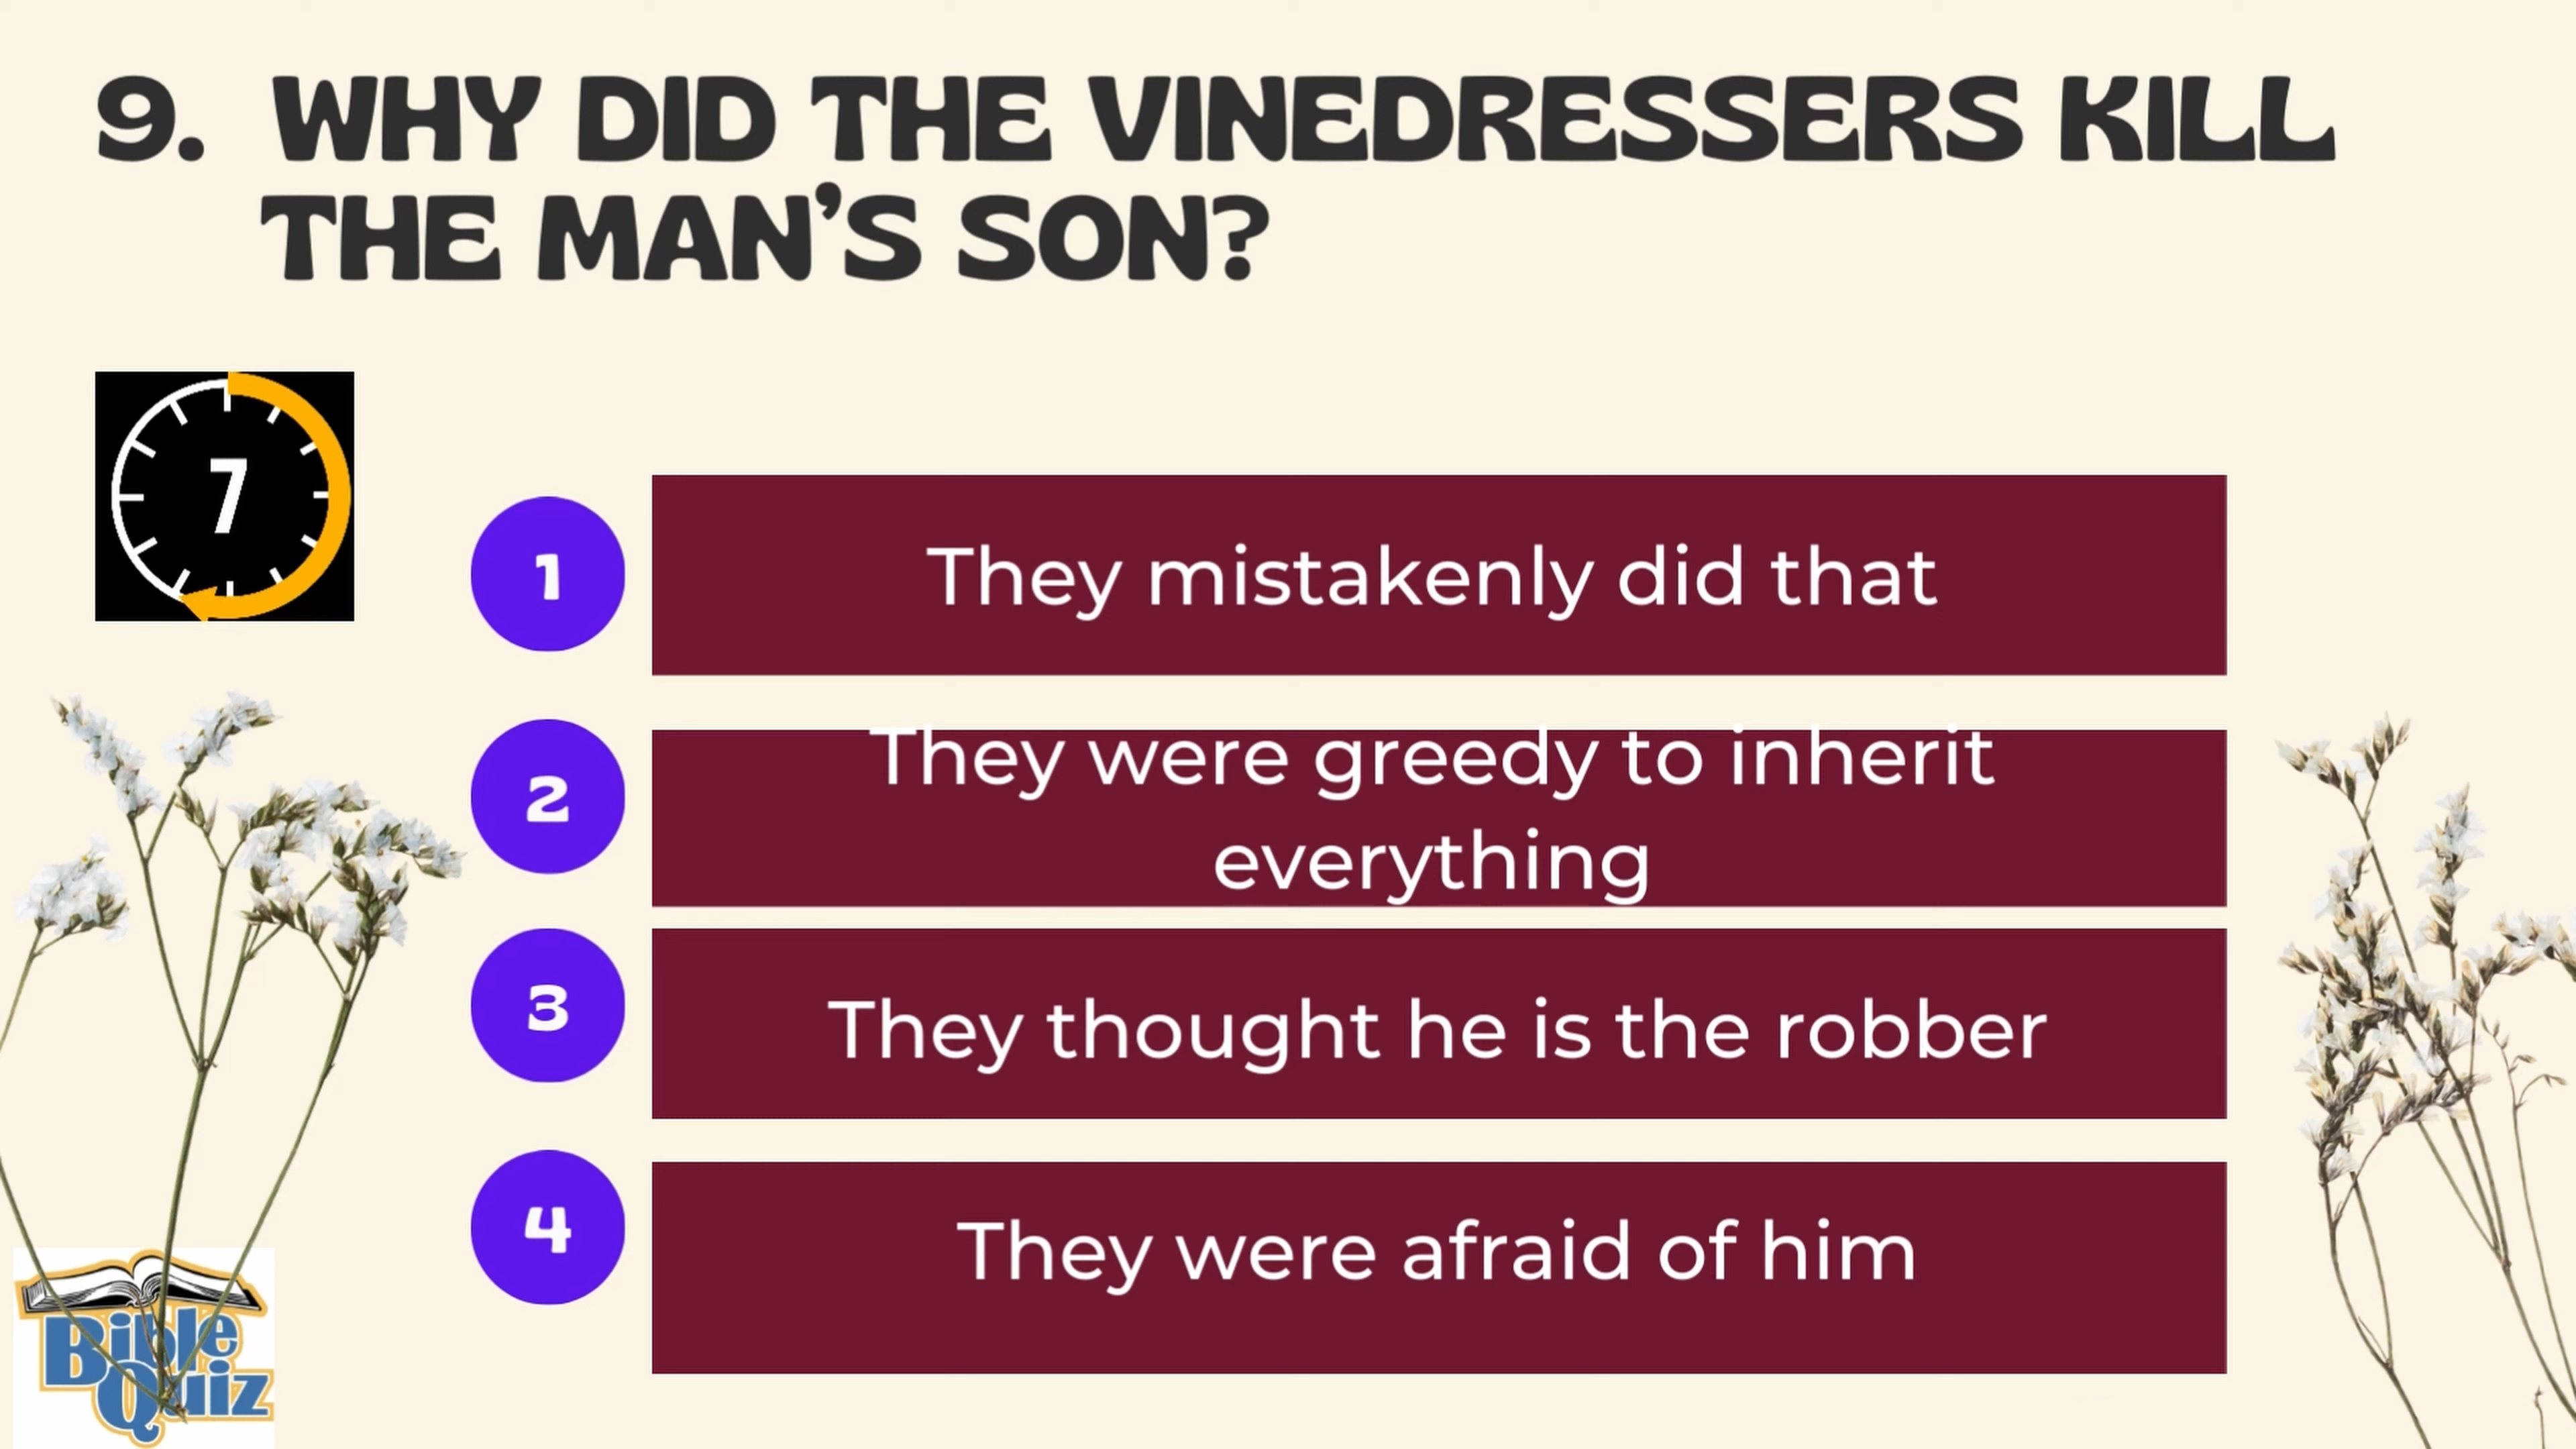 9. WHY DID THE VINEDRESSERS KILL
THE MAN'S SON?
7
1
They mistakenly did that
2
They were greedy to inherit
everything
3
They thought he is the robber
4
They were afraid of him
Bible
Quiz